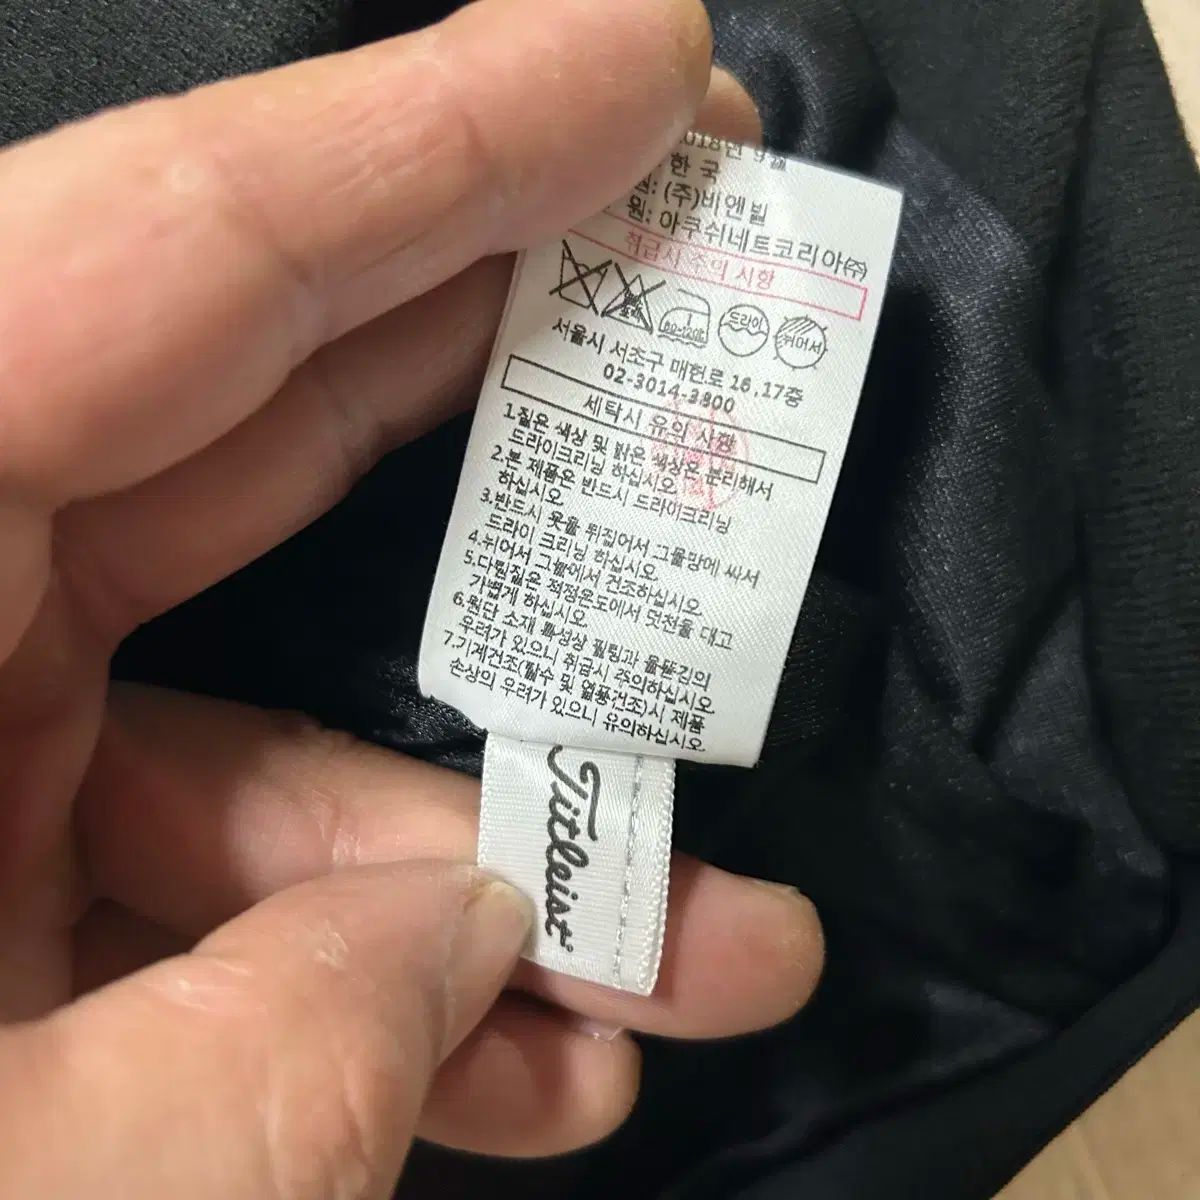 018년 9월
한국
원: (주)비엔빌
원: 아쿠쉬네트코리아(주)
취급시 주의 사항
80-120℃
드라이
뉘어서
서울시 서초구 매헌로 16,17층
02-3014-3800
세탁시 유의 사항
1.짙은 색상 및 밝은 색상은 분리해서
드라이크리닝 하십시오.
2.본 제품은 반드시 드라이크리닝
하십시오.
3.반드시 옷을 뒤집어서 그물망에 싸서
드라이 크리닝 하십시오.
4.뉘어서 그늘에서 건조하십시오.
5.다림질은 적정온도에서 덧천을 대고
가볍게 하십시오.
6.원단 소재 특성상 필링과 올뜯김의
우려가 있으니 취급시 주의하십시오
7.기계건조(탈수 및 열풍건조)시 제품
손상의 우려가 있으니 유의하십시오
Titleist